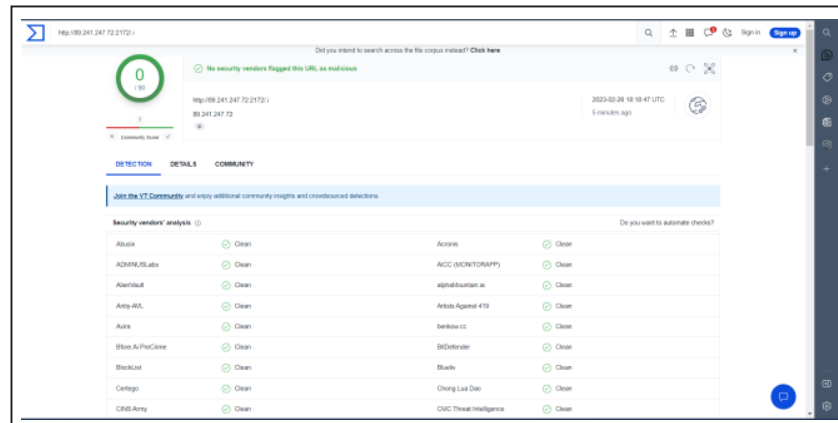 http://89.241.247.72:2172/.i
Sign in
Sign up
Did you intend to search across the file corpus instead? Click here
0
/ 90
Community Score
No security vendors flagged this URL as malicious
http://89.241.247.72:2172/.i
89.241.247.72
2023-02-26 18:18:47 UTC
5 minutes ago
DETECTION DETAILS COMMUNITY
Join the VT Community and enjoy additional community insights and crowdsourced detections.
Security vendors' analysis
Do you want to automate checks?
Abusix Clean Acronis Clean
ADMINUSLabs Clean AICC (MONITORAPP) Clean
AlienVault Clean alphaMountain.ai Clean
Antiy-AVL Clean Artists Against 419 Clean
Avira Clean benkow.cc Clean
Bfore.Ai PreCrime Clean BitDefender Clean
BlockList Clean Blueliv Clean
Certego Clean Chong Lua Dao Clean
CINS Army Clean CMC Threat Intelligence Clean